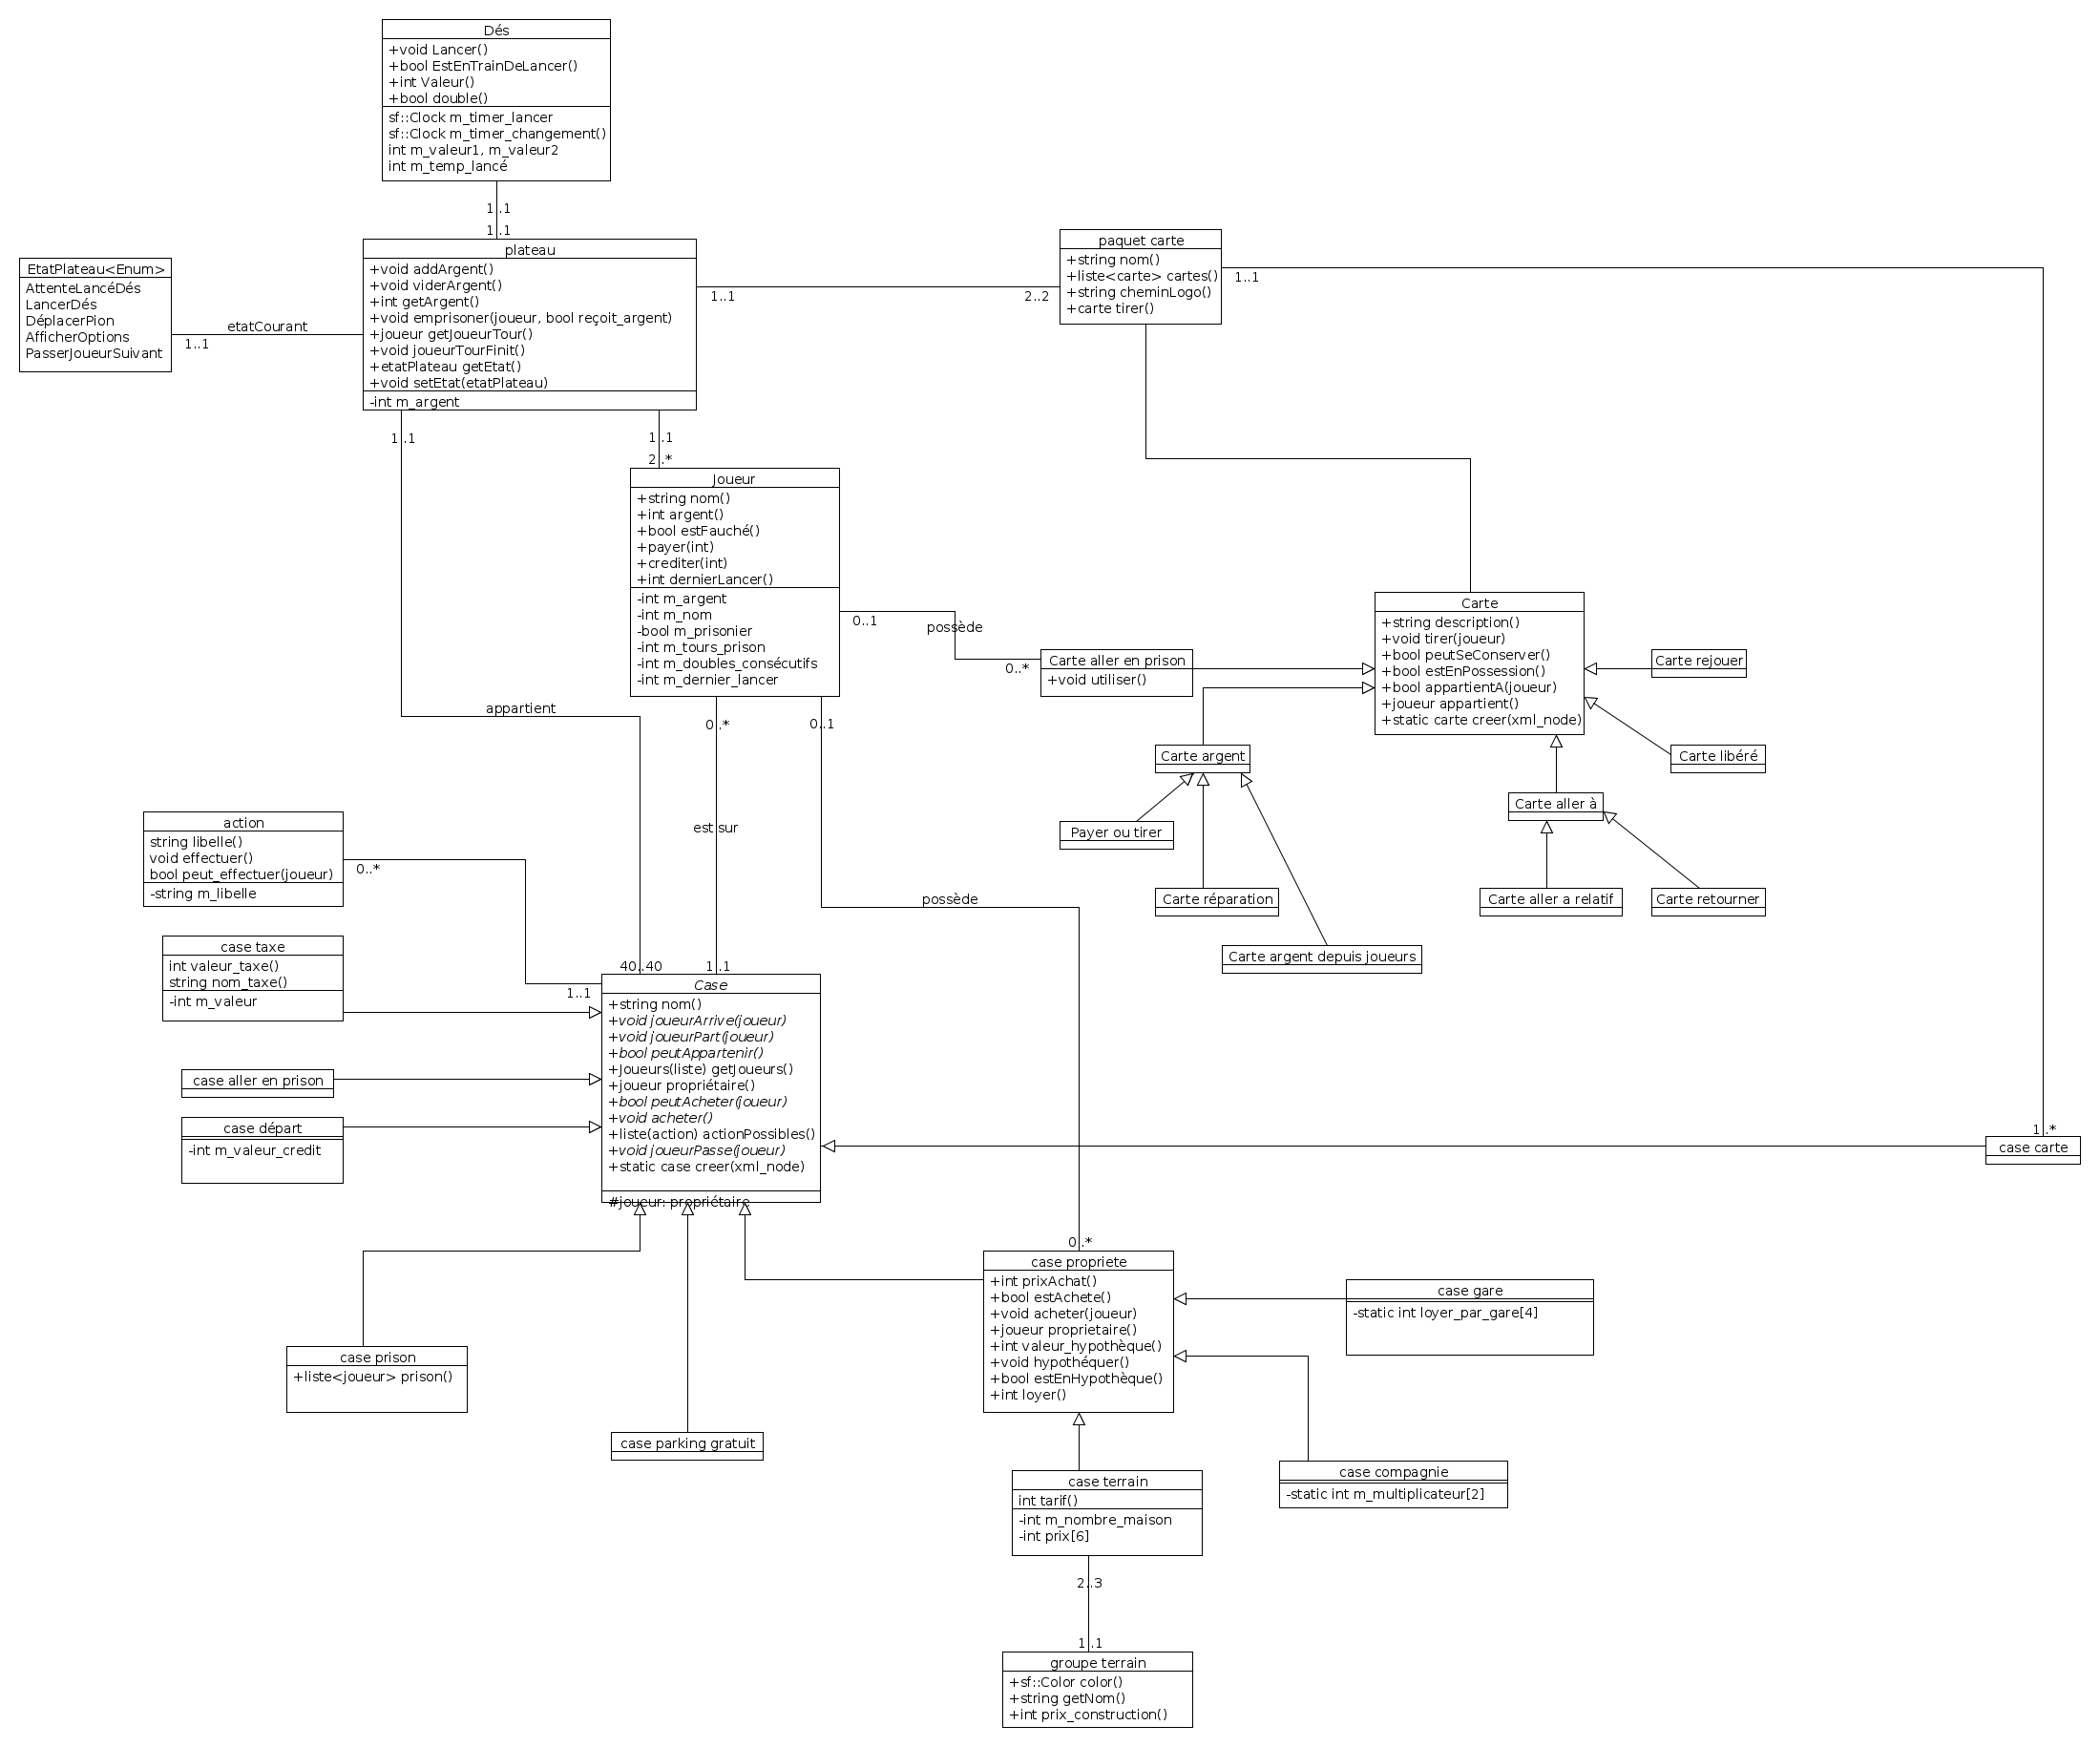 Dés
+void Lancer()
+bool EstEnTrainDeLancer()
+int Valeur()
+bool double()
sf::Clock m_timer_lancer
sf::Clock m_timer_changement()
int m_valeur1, m_valeur2
int m_temp_lancé
1..1
1..1
EtatPlateau<Enum>
AttenteLancéDés
LancerDés
DéplacerPion
AfficherOptions
PasserJoueurSuivant
etatCourant
1..1
plateau
+void addArgent()
+void viderArgent()
+int getArgent()
+void emprisoner(joueur, bool reçoit_argent)
+joueur getJoueurTour()
+void joueurTourFinit()
+etatPlateau getEtat()
+void setEtat(etatPlateau)
-int m_argent
1..1
2..2
paquet carte
+string nom()
+liste<carte> cartes()
+string cheminLogo()
+carte tirer()
1..1
1..1
1..1
2..*
Joueur
+string nom()
+int argent()
+bool estFauché()
+payer(int)
+crediter(int)
+int dernierLancer()
-int m_argent
-int m_nom
-bool m_prisonier
-int m_tours_prison
-int m_doubles_consécutifs
-int m_dernier_lancer
0..1
possède
0..*
Carte aller en prison
+void utiliser()
Carte
+string description()
+void tirer(joueur)
+bool peutSeConserver()
+bool estEnPossession()
+bool appartientA(joueur)
+joueur appartient()
+static carte creer(xml_node)
Carte rejouer
Carte libéré
Carte argent
Carte aller à
Payer ou tirer
Carte réparation
Carte aller a relatif
Carte retourner
Carte argent depuis joueurs
appartient
0..*
0..1
est sur
possède
action
string libelle()
void effectuer()
bool peut_effectuer(joueur)
-string m_libelle
0..*
case taxe
int valeur_taxe()
string nom_taxe()
-int m_valeur
40..40
1..1
1..1
Case
+string nom()
+void joueurArrive(joueur)
+void joueurPart(joueur)
+bool peutAppartenir()
+Joueurs(liste) getJoueurs()
+joueur propriétaire()
+bool peutAcheter(joueur)
+void acheter()
+liste(action) actionPossibles()
+void joueurPasse(joueur)
+static case creer(xml_node)
#joueur: propriétaire
case aller en prison
case départ
-int m_valeur_credit
1..*
case carte
0..*
case propriete
+int prixAchat()
+bool estAchete()
+void acheter(joueur)
+joueur proprietaire()
+int valeur_hypothèque()
+void hypothéquer()
+bool estEnHypothèque()
+int loyer()
case gare
-static int loyer_par_gare[4]
case prison
+liste<joueur> prison()
case parking gratuit
case compagnie
-static int m_multiplicateur[2]
case terrain
int tarif()
-int m_nombre_maison
-int prix[6]
2..3
1..1
groupe terrain
+sf::Color color()
+string getNom()
+int prix_construction()